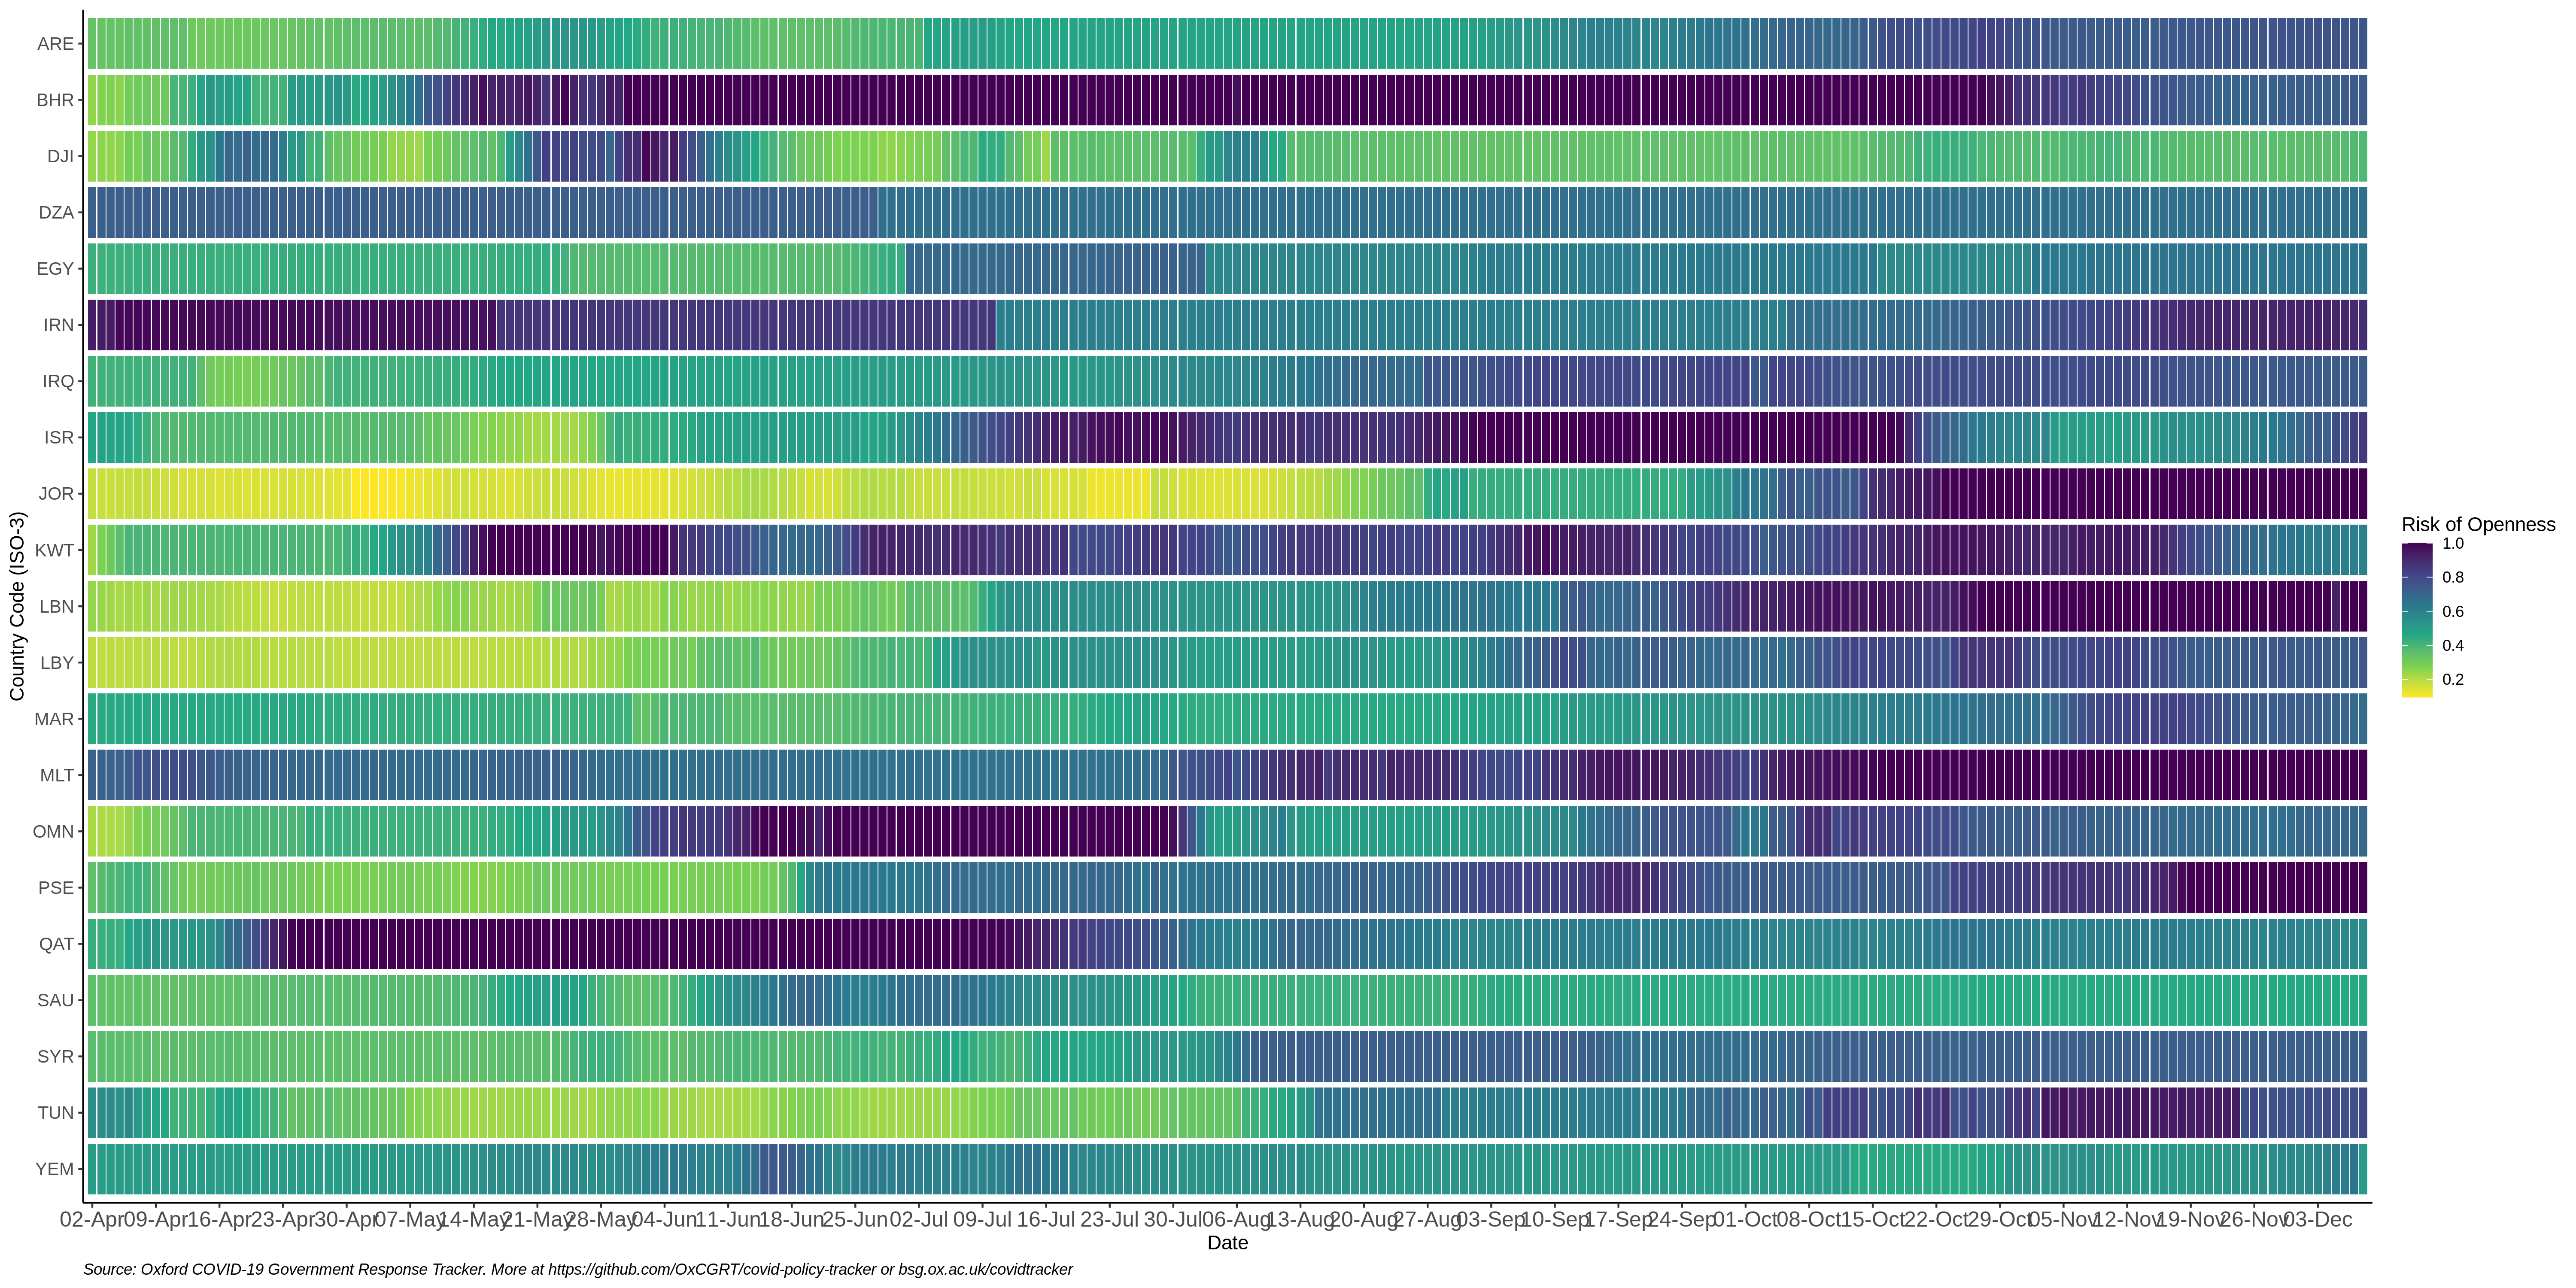 ARE
BHR
DJI
DZA
EGY
IRN
IRQ
ISR
JOR
KWT
LBN
LBY
MAR
MLT
OMN
PSE
QAT
SAU
SYR
TUN
YEM
Country Code (ISO-3)
02-Apr 09-Apr 16-Apr 23-Apr 30-Apr 07-May 14-May 21-May 28-May 04-Jun 11-Jun 18-Jun 25-Jun 02-Jul 09-Jul 16-Jul 23-Jul 30-Jul 06-Aug 13-Aug 20-Aug 27-Aug 03-Sep 10-Sep 17-Sep 24-Sep 01-Oct 08-Oct 15-Oct 22-Oct 29-Oct 05-Nov 12-Nov 19-Nov 26-Nov 03-Dec
Date
Risk of Openness
1.0
0.8
0.6
0.4
0.2
Source: Oxford COVID-19 Government Response Tracker. More at https://github.com/OxCGRT/covid-policy-tracker or bsg.ox.ac.uk/covidtracker